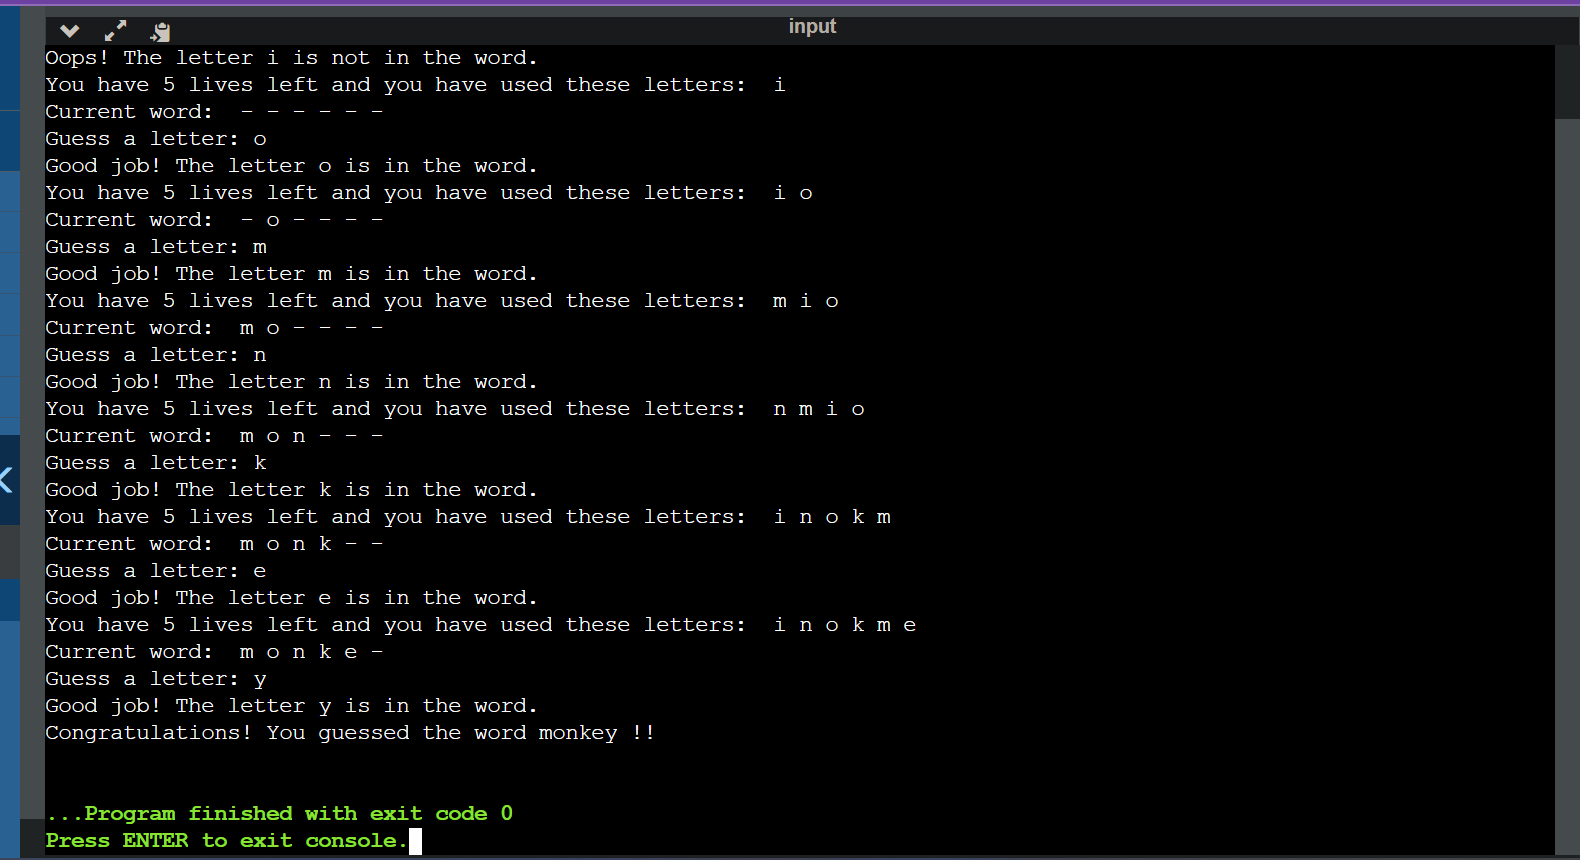 input
Oops! The letter i is not in the word.
You have 5 lives left and you have used these letters:  i
Current word:  - - - - - -
Guess a letter: o
Good job! The letter o is in the word.
You have 5 lives left and you have used these letters:  i o
Current word:  - o - - - -
Guess a letter: m
Good job! The letter m is in the word.
You have 5 lives left and you have used these letters:  m i o
Current word:  m o - - - -
Guess a letter: n
Good job! The letter n is in the word.
You have 5 lives left and you have used these letters:  n m i o
Current word:  m o n - - -
Guess a letter: k
Good job! The letter k is in the word.
You have 5 lives left and you have used these letters:  i n o k m
Current word:  m o n k - -
Guess a letter: e
Good job! The letter e is in the word.
You have 5 lives left and you have used these letters:  i n o k m e
Current word:  m o n k e -
Guess a letter: y
Good job! The letter y is in the word.
Congratulations! You guessed the word monkey !!
...Program finished with exit code 0
Press ENTER to exit console.